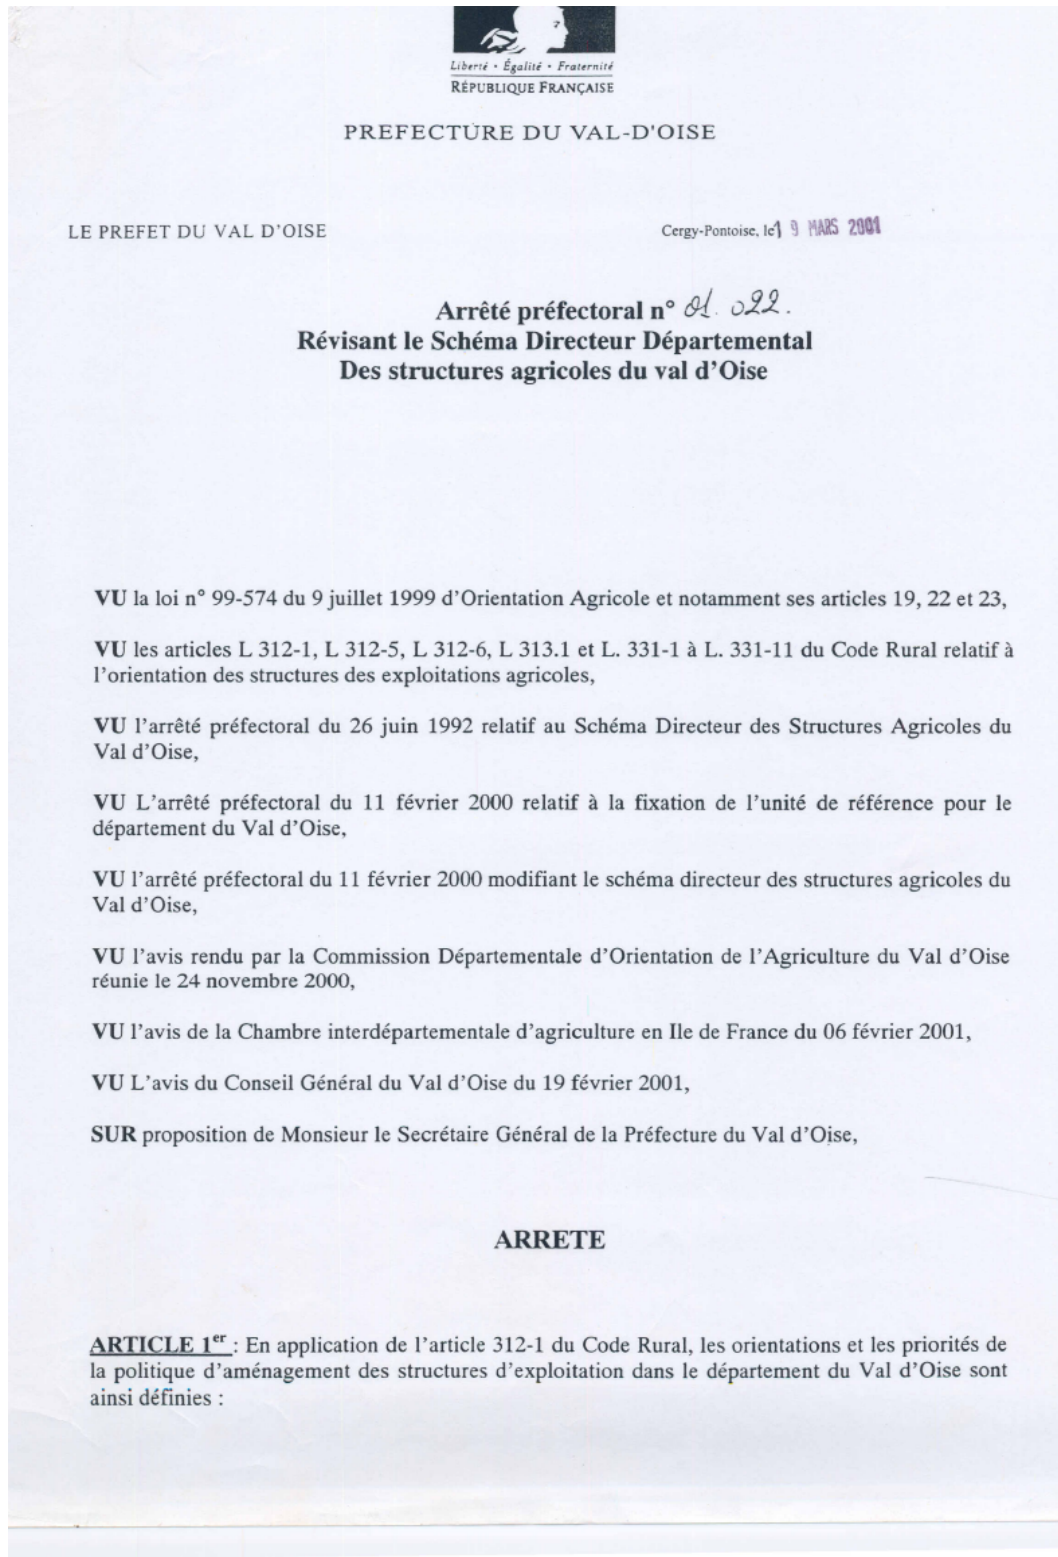 Liberté • Égalité • Fraternité
RÉPUBLIQUE FRANÇAISE
PREFECTURE DU VAL-D'OISE
LE PREFET DU VAL D'OISE
Cergy-Pontoise, le 19 MARS 2001
Arrêté préfectoral n° 01.022.
Révisant le Schéma Directeur Départemental
Des structures agricoles du val d'Oise
VU la loi n° 99-574 du 9 juillet 1999 d'Orientation Agricole et notamment ses articles 19, 22 et 23,
VU les articles L 312-1, L 312-5, L 312-6, L 313.1 et L. 331-1 à L. 331-11 du Code Rural relatif à
l'orientation des structures des exploitations agricoles,
VU l'arrêté préfectoral du 26 juin 1992 relatif au Schéma Directeur des Structures Agricoles du
Val d'Oise,
VU L'arrêté préfectoral du 11 février 2000 relatif à la fixation de l'unité de référence pour le
département du Val d'Oise,
VU l'arrêté préfectoral du 11 février 2000 modifiant le schéma directeur des structures agricoles du
Val d'Oise,
VU l'avis rendu par la Commission Départementale d'Orientation de l'Agriculture du Val d'Oise
réunie le 24 novembre 2000,
VU l'avis de la Chambre interdépartementale d'agriculture en Ile de France du 06 février 2001,
VU L'avis du Conseil Général du Val d'Oise du 19 février 2001,
SUR proposition de Monsieur le Secrétaire Général de la Préfecture du Val d'Oise,
ARRETE
ARTICLE 1er : En application de l'article 312-1 du Code Rural, les orientations et les priorités de
la politique d'aménagement des structures d'exploitation dans le département du Val d'Oise sont
ainsi définies :